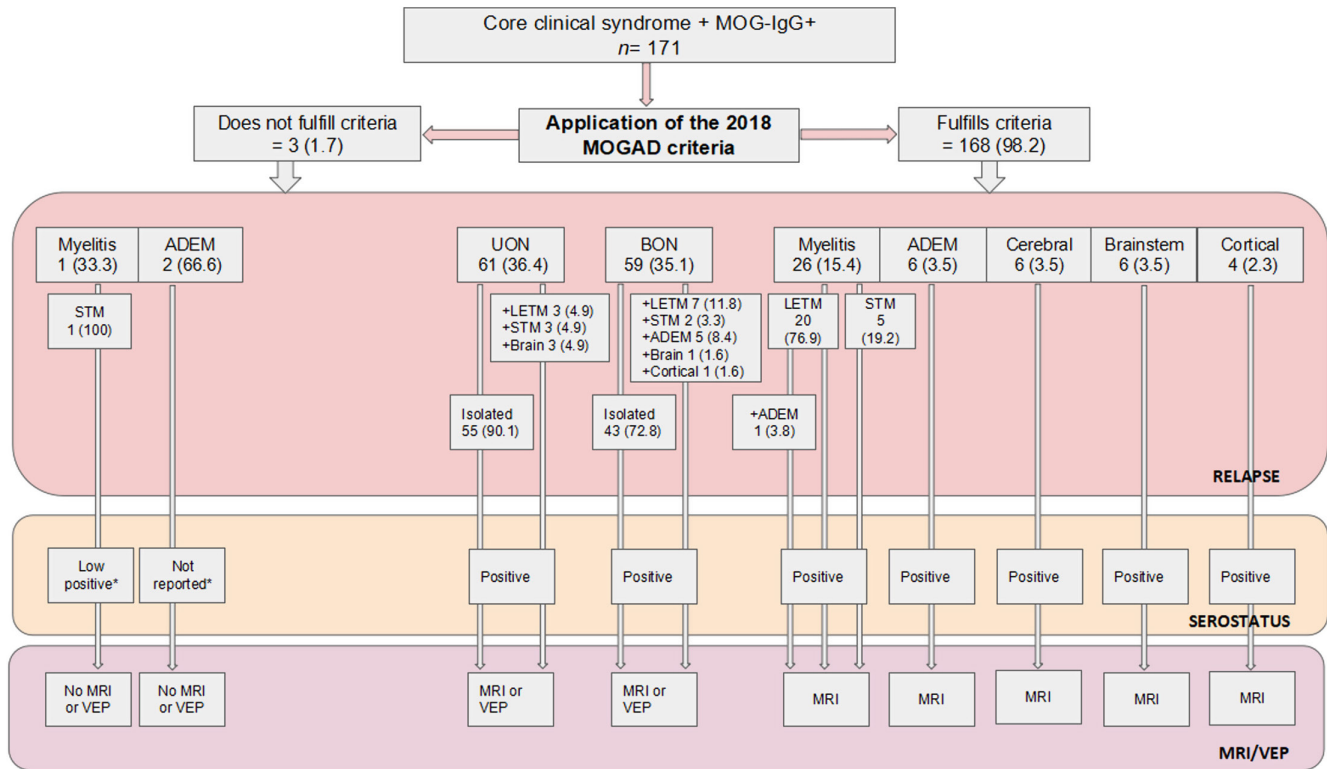 Core clinical syndrome + MOG-IgG+
n= 171
Does not fulfill criteria
= 3 (1.7)
Application of the 2018
MOGAD criteria
Fulfills criteria
= 168 (98.2)
Myelitis
1 (33.3)
ADEM
2 (66.6)
UON
61 (36.4)
BON
59 (35.1)
Myelitis
26 (15.4)
ADEM
6 (3.5)
Cerebral
6 (3.5)
Brainstem
6 (3.5)
Cortical
4 (2.3)
STM
1 (100)
+LETM 3 (4.9)
+STM 3 (4.9)
+Brain 3 (4.9)
+LETM 7 (11.8)
+STM 2 (3.3)
+ADEM 5 (8.4)
+Brain 1 (1.6)
+Cortical 1 (1.6)
LETM
20
(76.9)
STM
5
(19.2)
Isolated
55 (90.1)
Isolated
43 (72.8)
+ADEM
1 (3.8)
RELAPSE
Low
positive*
Not
reported*
Positive
Positive
Positive
Positive
Positive
Positive
Positive
SEROSTATUS
No MRI
or VEP
No MRI
or VEP
MRI or
VEP
MRI or
VEP
MRI
MRI
MRI
MRI
MRI
MRI/VEP